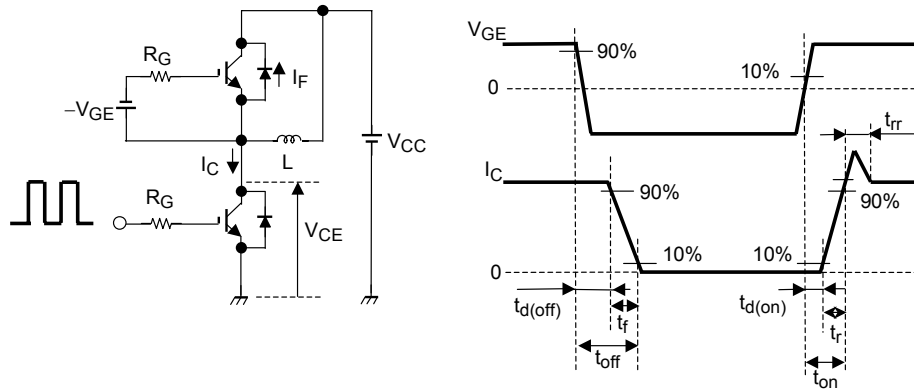 R_G
I_F
–V_GE
I_C
L
V_CC
R_G
V_CE
V_GE
90%
10%
0
t_rr
I_C
90%
90%
10%
10%
0
t_d(off)
t_f
t_d(on)
t_r
t_off
t_on